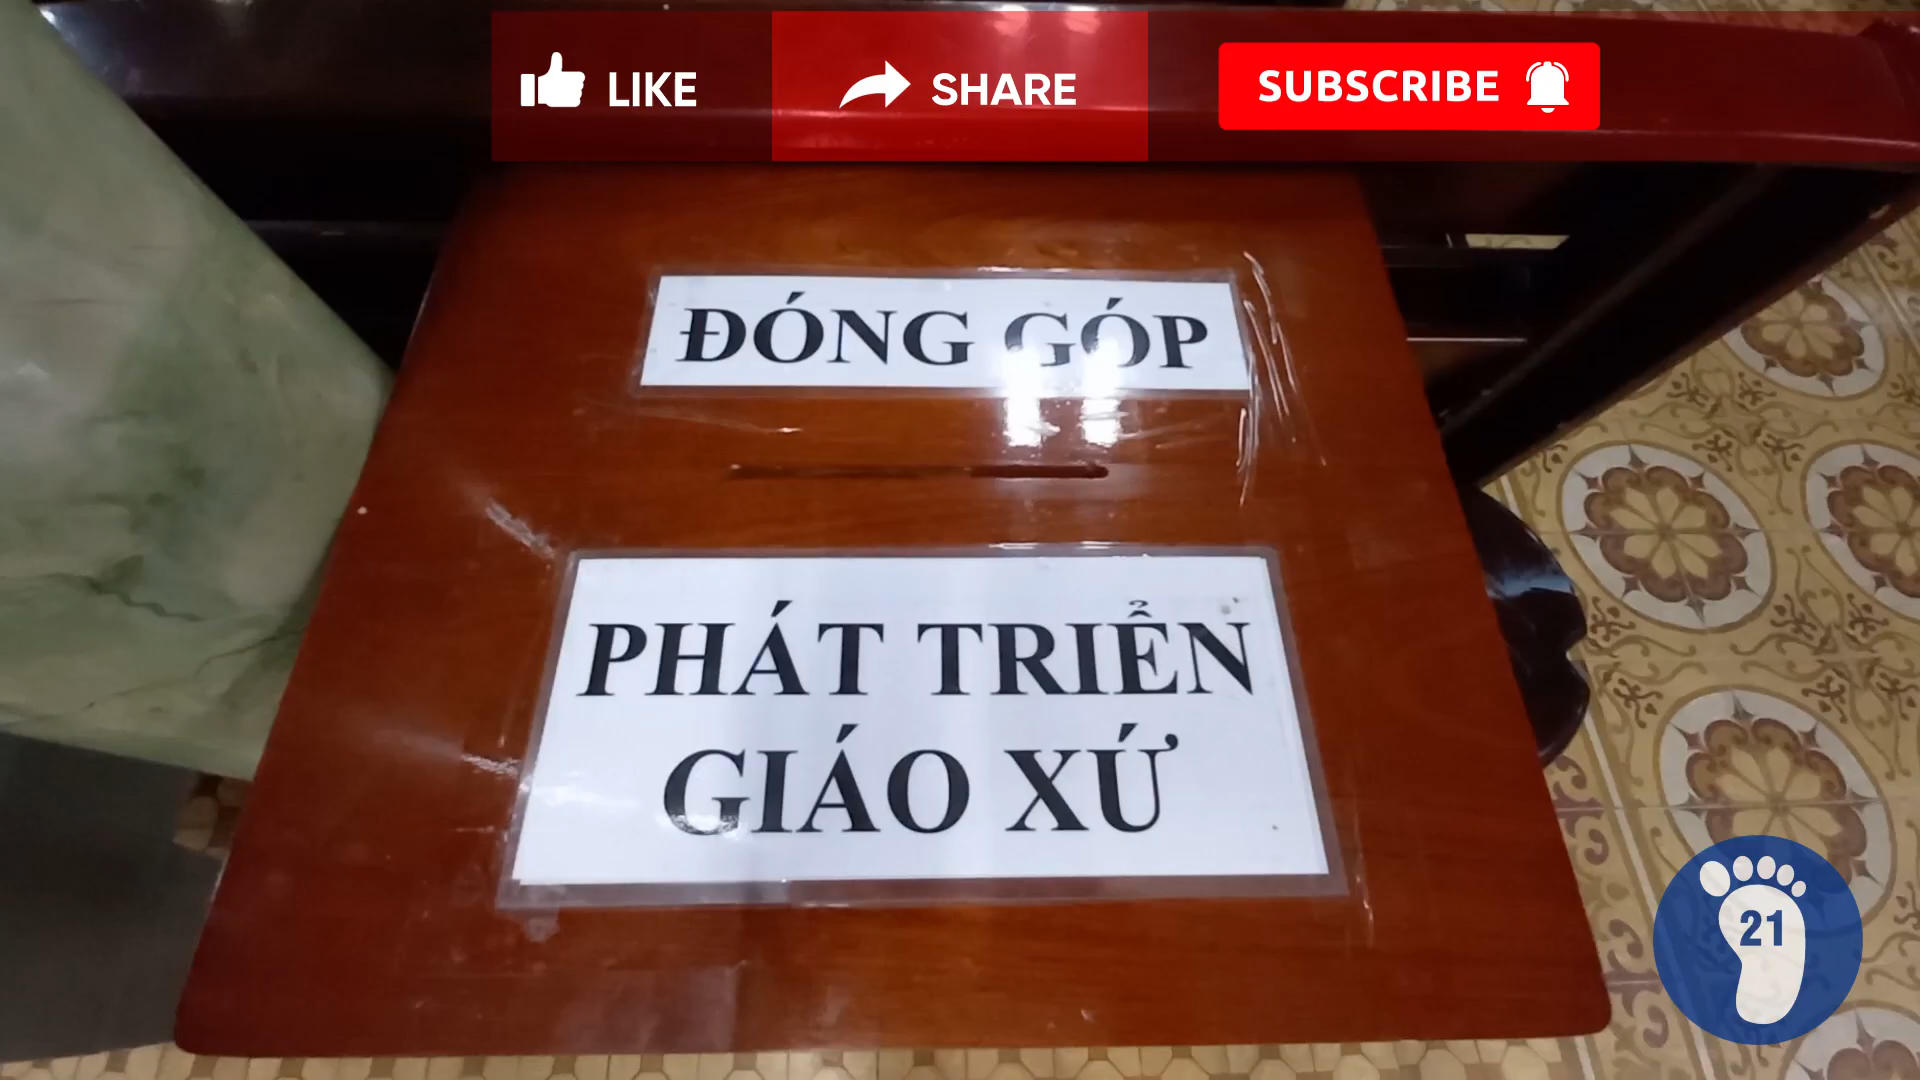 LIKE SHARE SUBSCRIBE
ĐÓNG GÓP
PHÁT TRIỂN
GIÁO XỨ
21